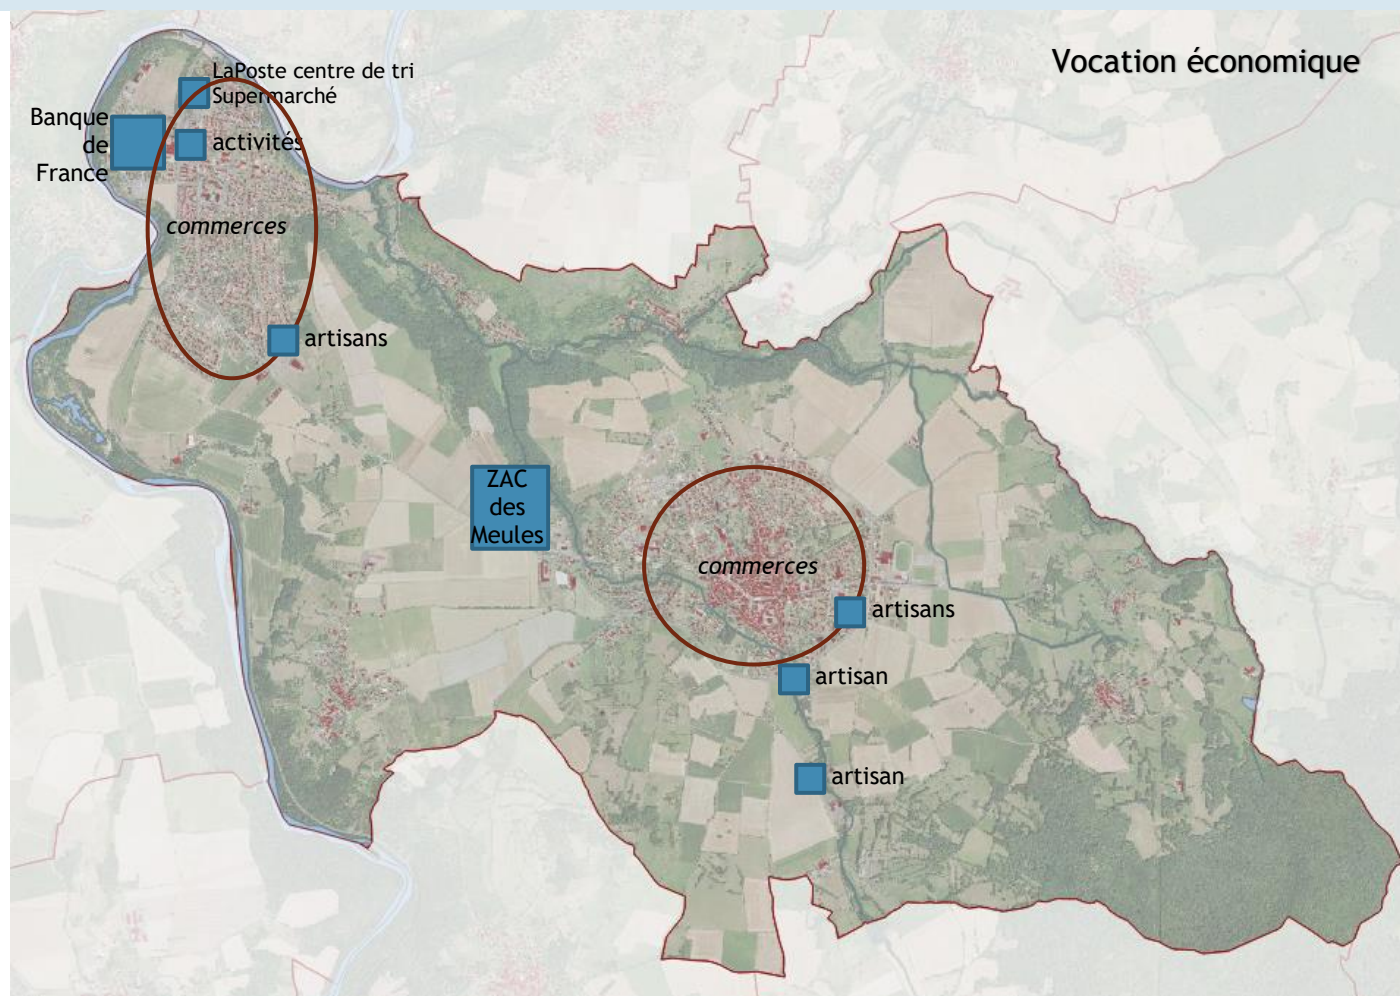 Vocation économique
LaPoste centre de tri
Supermarché
Banque
de
France
activités
commerces
artisans
ZAC
des
Meules
commerces
artisans
artisan
artisan